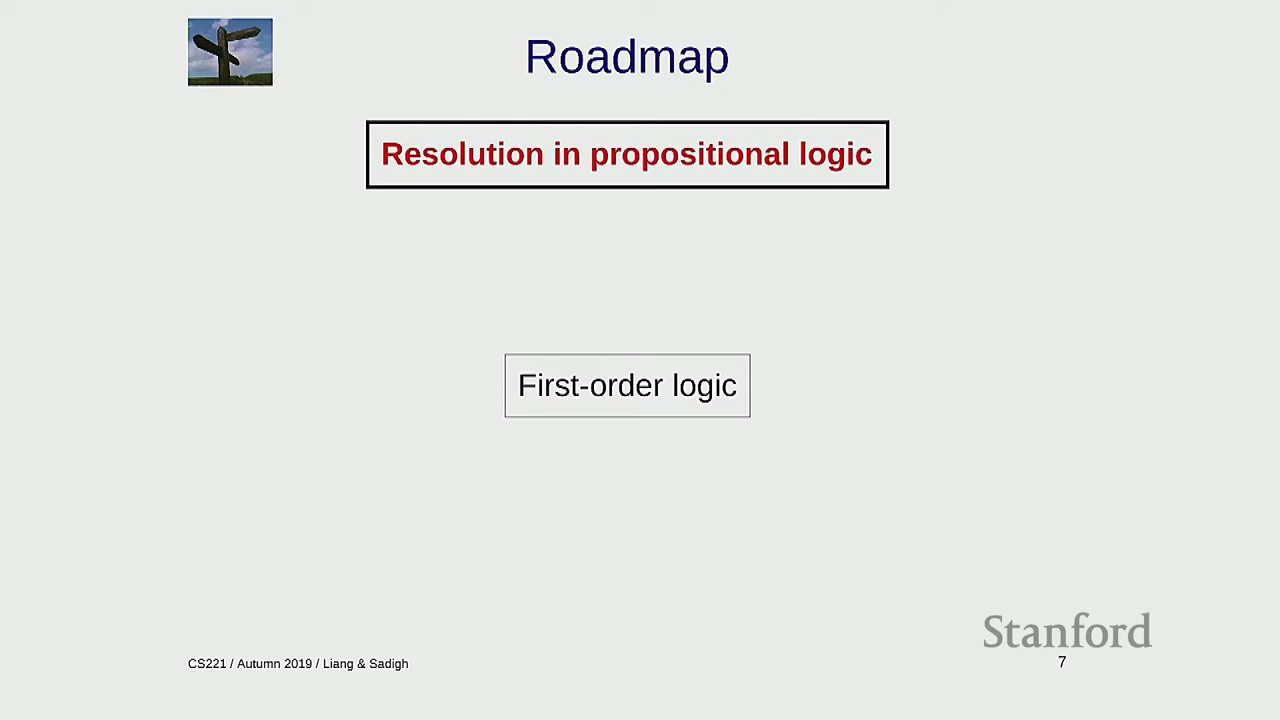 Roadmap
Resolution in propositional logic
First-order logic
Stanford
CS221 / Autumn 2019 / Liang & Sadigh
7